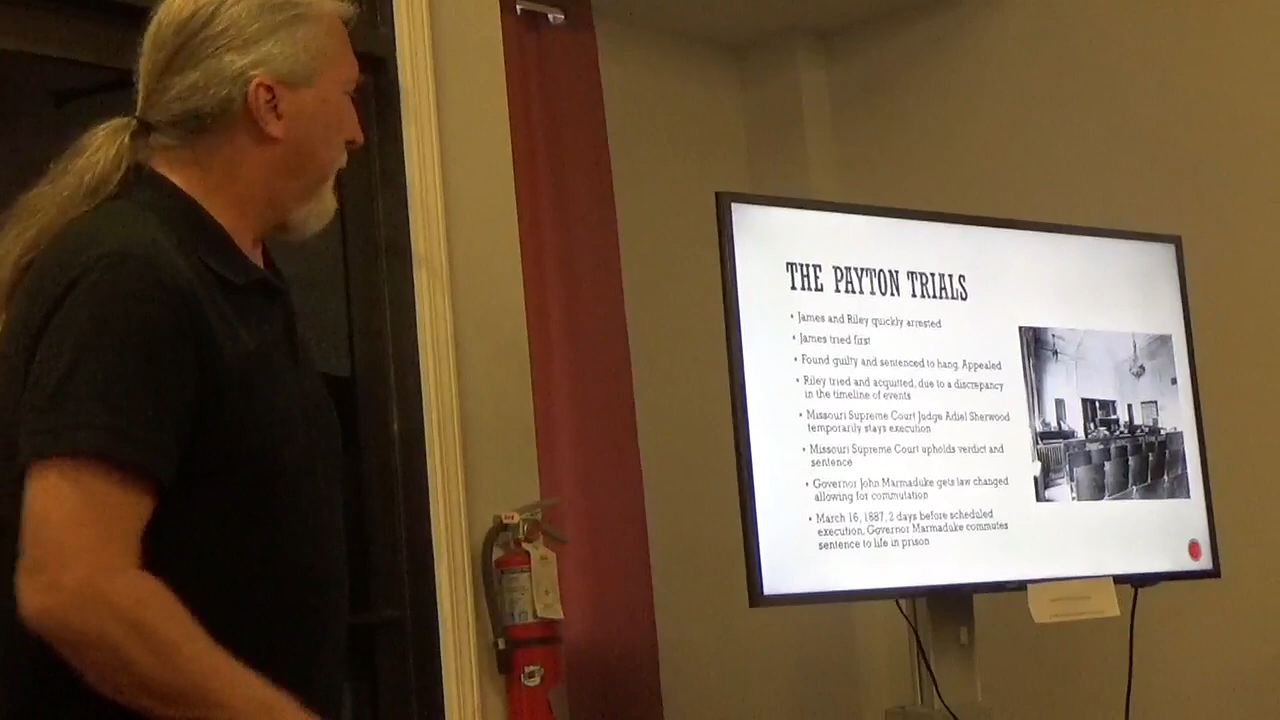 THE PAYTON TRIALS
• James and Riley quickly arrested
• James tried first
• Found guilty and sentenced to hang. Appealed
• Riley tried and acquitted, due to a discrepancy
in the timeline of events
• Missouri Supreme Court Judge Adiel Sherwood
temporarily stays execution
• Missouri Supreme Court upholds verdict and
sentence
• Governor John Marmaduke gets law changed
allowing for commutation
• March 16, 1887, 2 days before scheduled
execution, Governor Marmaduke commutes
sentence to life in prison